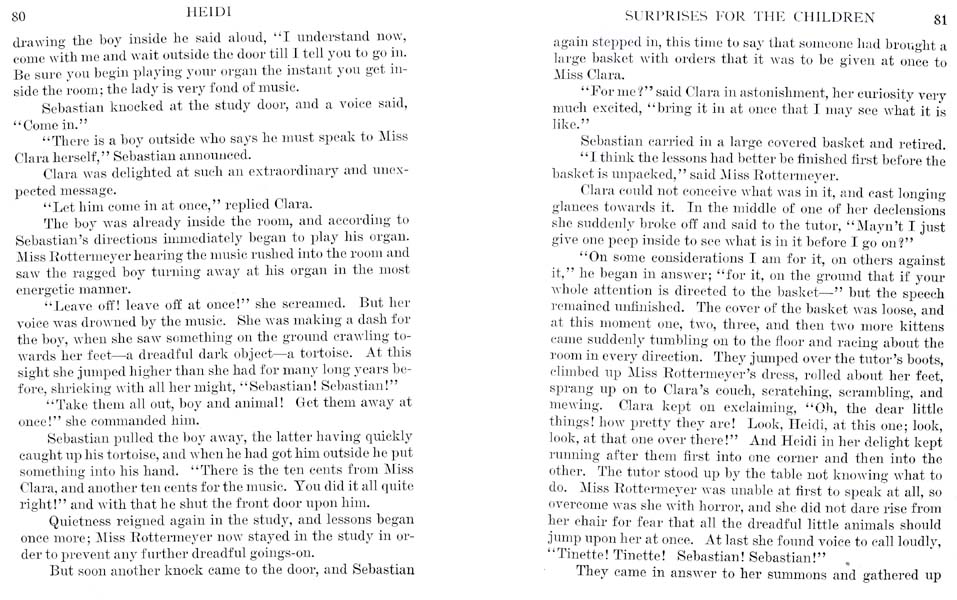 80 HEIDI
drawing the boy inside he said aloud, "I understand now,
come with me and wait outside the door till I tell you to go in.
Be sure you begin playing your organ the instant you get in-
side the room; the lady is very fond of music.
Sebastian knocked at the study door, and a voice said,
"Come in."
"There is a boy outside who says he must speak to Miss
Clara herself," Sebastian announced.
Clara was delighted at such an extraordinary and unex-
pected message.
"Let him come in at once," replied Clara.
The boy was already inside the room, and according to
Sebastian's directions immediately began to play his organ.
Miss Rottermeyer hearing the music rushed into the room and
saw the ragged boy turning away at his organ in the most
energetic manner.
"Leave off! leave off at once!" she screamed. But her
voice was drowned by the music. She was making a dash for
the boy, when she saw something on the ground crawling to-
wards her feet—a dreadful dark object—a tortoise. At this
sight she jumped higher than she had for many long years be-
fore, shrieking with all her might, "Sebastian! Sebastian!"
"Take them all out, boy and animal! Get them away at
once!" she commanded him.
Sebastian pulled the boy away, the latter having quickly
caught up his tortoise, and when he had got him outside he put
something into his hand. "There is the ten cents from Miss
Clara, and another ten cents for the music. You did it all quite
right!" and with that he shut the front door upon him.
Quietness reigned again in the study, and lessons began
once more; Miss Rottermeyer now stayed in the study in or-
der to prevent any further dreadful goings-on.
But soon another knock came to the door, and Sebastian
SURPRISES FOR THE CHILDREN 81
again stepped in, this time to say that someone had brought a
large basket with orders that it was to be given at once to
Miss Clara.
"For me?" said Clara in astonishment, her curiosity very
much excited, "bring it in at once that I may see what it is
like."
Sebastian carried in a large covered basket and retired.
"I think the lessons had better be finished first before the
basket is unpacked," said Miss Rottermeyer.
Clara could not conceive what was in it, and cast longing
glances towards it. In the middle of one of her declensions
she suddenly broke off and said to the tutor, "Mayn't I just
give one peep inside to see what is in it before I go on?"
"On some considerations I am for it, on others against
it," he began in answer; "for it, on the ground that if your
whole attention is directed to the basket—" but the speech
remained unfinished. The cover of the basket was loose, and
at this moment one, two, three, and then two more kittens
came suddenly tumbling on to the floor and racing about the
room in every direction. They jumped over the tutor's boots,
climbed up Miss Rottermeyer's dress, rolled about her feet,
sprang up on to Clara's couch, scratching, scrambling, and
mewing. Clara kept on exclaiming, "Oh, the dear little
things! how pretty they are! Look, Heidi, at this one; look,
look, at that one over there!" And Heidi in her delight kept
running after them first into one corner and then into the
other. The tutor stood up by the table not knowing what to
do. Miss Rottermeyer was unable at first to speak at all, so
overcome was she with horror, and she did not dare rise from
her chair for fear that all the dreadful little animals should
jump upon her at once. At last she found voice to call loudly,
"Tinette! Tinette! Sebastian! Sebastian!"
They came in answer to her summons and gathered up